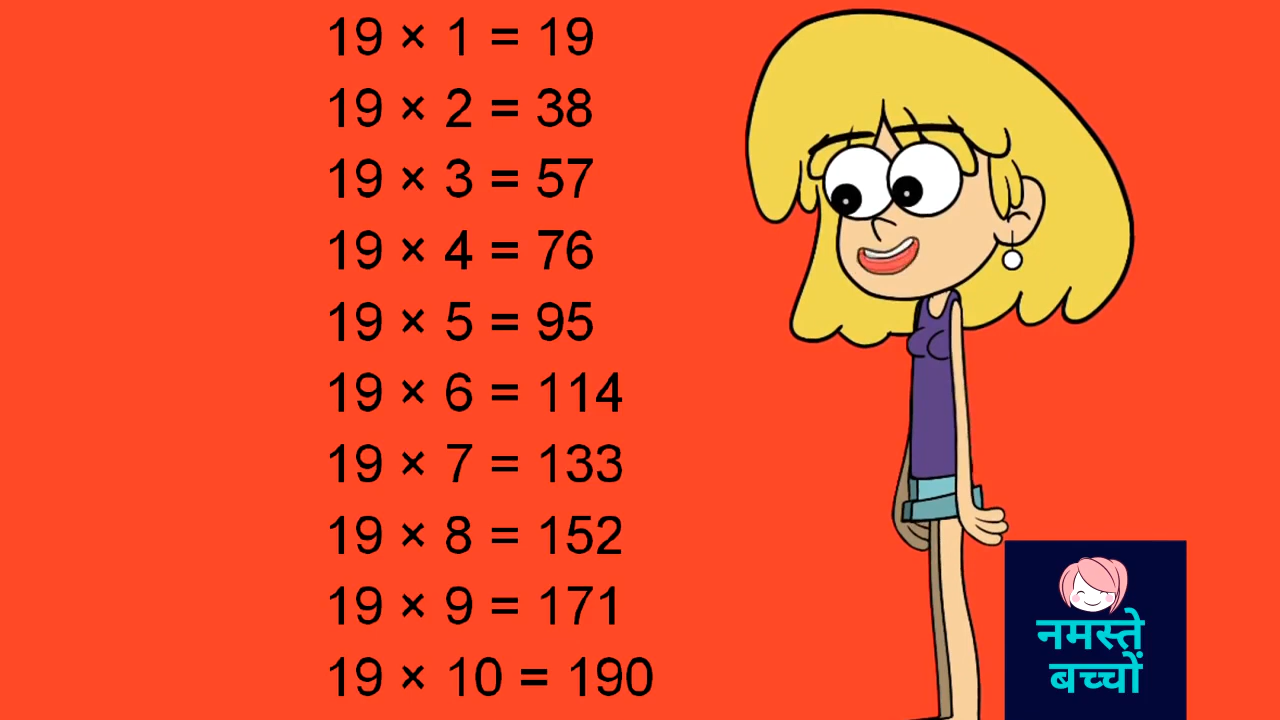 19 × 1 = 19
19 × 2 = 38
19 × 3 = 57
19 × 4 = 76
19 × 5 = 95
19 × 6 = 114
19 × 7 = 133
19 × 8 = 152
19 × 9 = 171
19 × 10 = 190
नमस्ते
बच्चों